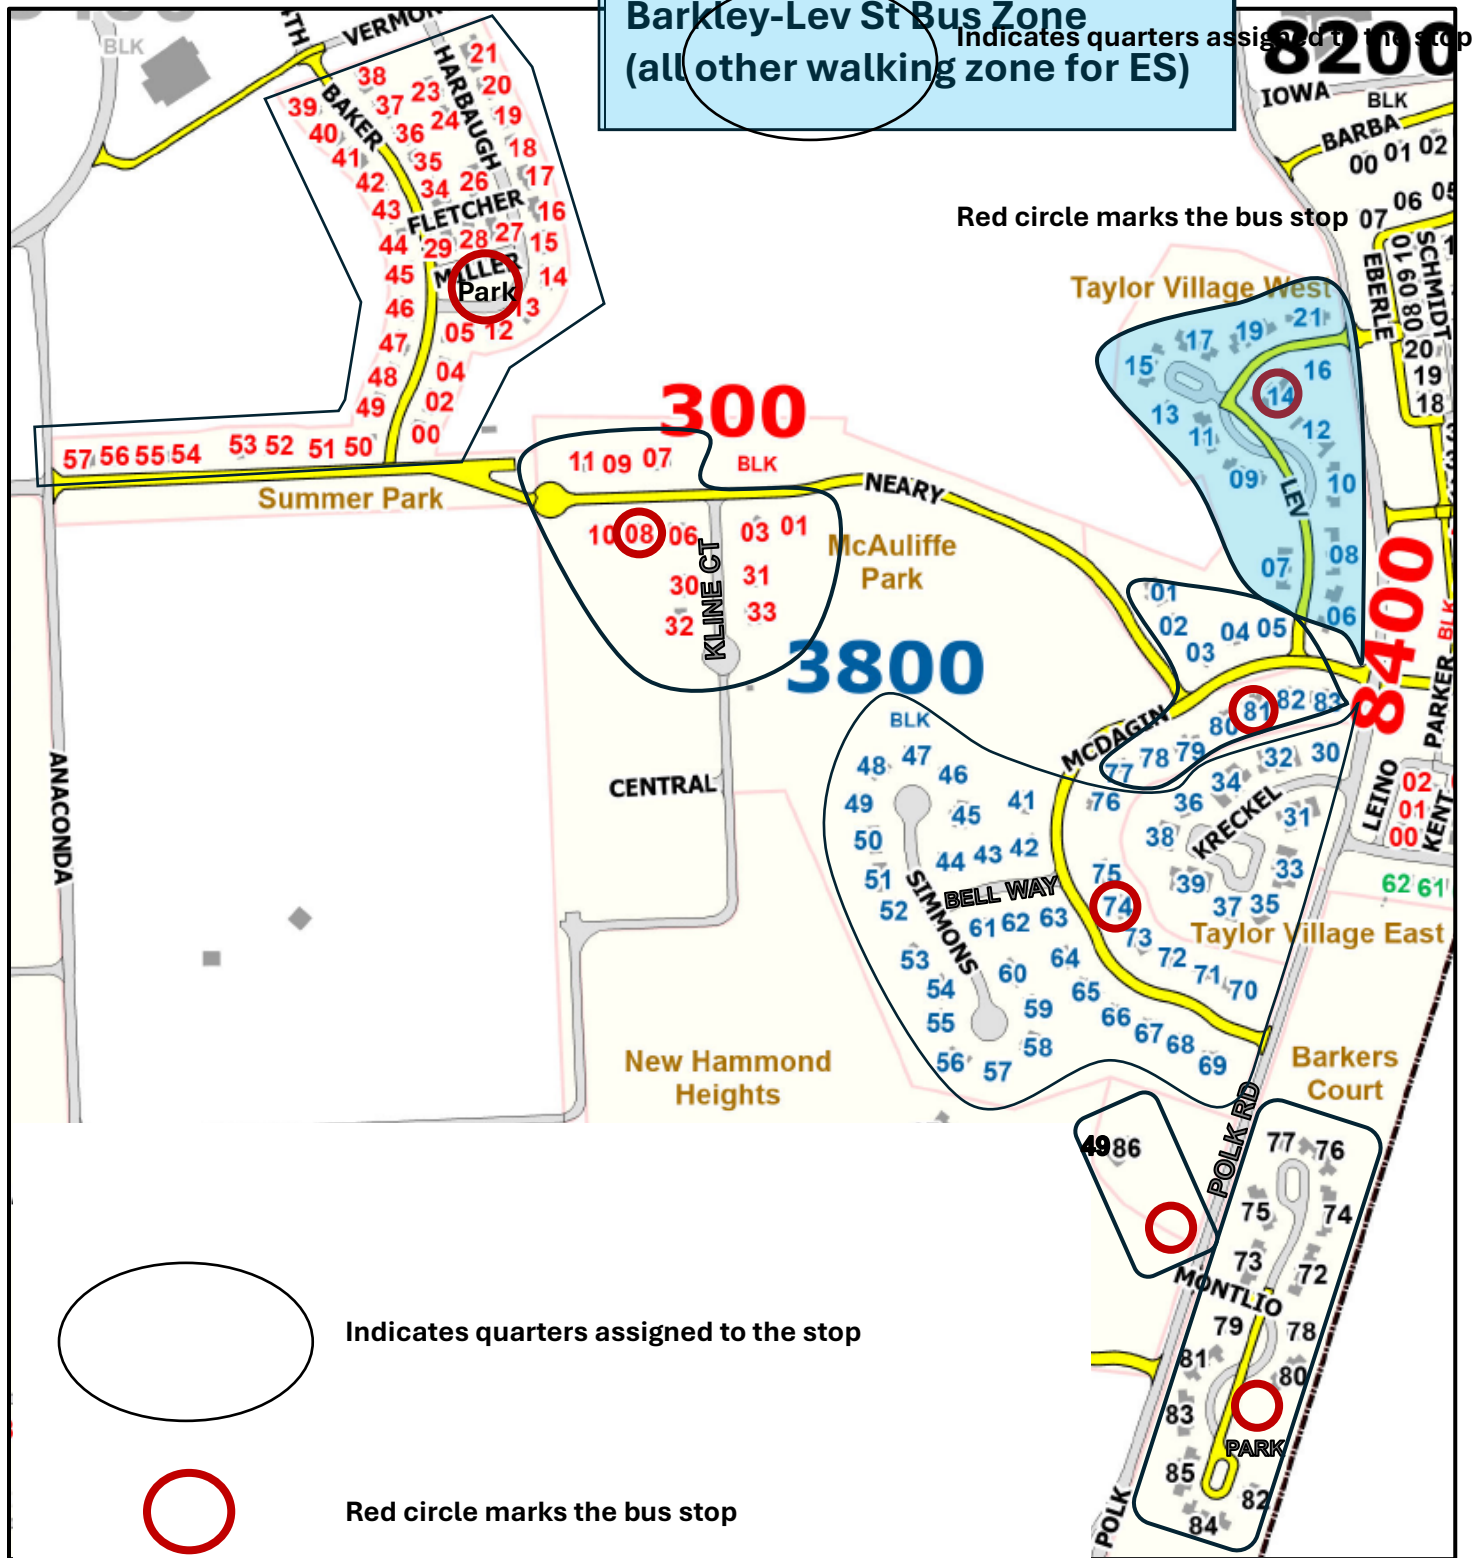 Barkley-Lev St Bus Zone
(all other walking zone for ES)
Indicates quarters assigned to the stop
Red circle marks the bus stop
8200
BLK
IOWA
BLK
BARBA
00 01 02
07 06 05
SCHMIDT
EBERLE
10 09 08
20
19
18
BLK
4TH
VERMON
HARBAUGH
BAKER
21
20
19
18
17
16
15
14
13
12
05
04
02
00
38
37
36
35
34
23
24
26
FLETCHER
29 28 27
MILLER
Park
39
40
41
42
43
44
45
46
47
48
49
57 56 55 54 53 52 51 50
Summer Park
300
BLK
11 09 07
NEARY
10 08 06
03 01
30
31
32
33
KLINE CT
McAuliffe
Park
Taylor Village West
21
19
17
15
16
14
13
12
11
10
09
LEV
08
07
06
01
02
03
04 05
8400
BLK
PARKER
3800
BLK
MCDAGIN
77 78 79 80 81 82 83
48 47 46
49
45
41
50
44 43 42
51
52
SIMMONS
BELL WAY
61 62 63
53
54
55
56
57
58
59
60
64
65
66
67
68
69
76
75
74
73
72
71
70
30
32
34
36
38
KRECKEL
31
33
39
37 35
Taylor Village East
LEINO
KENT
02
01
00
62 61
ANACONDA
CENTRAL
New Hammond
Heights
Barkers
Court
POLK RD
4986
77 76
75
74
73
72
MONTLIO
79
78
81
80
83
PARK
85
82
84
POLK
Indicates quarters assigned to the stop
Red circle marks the bus stop